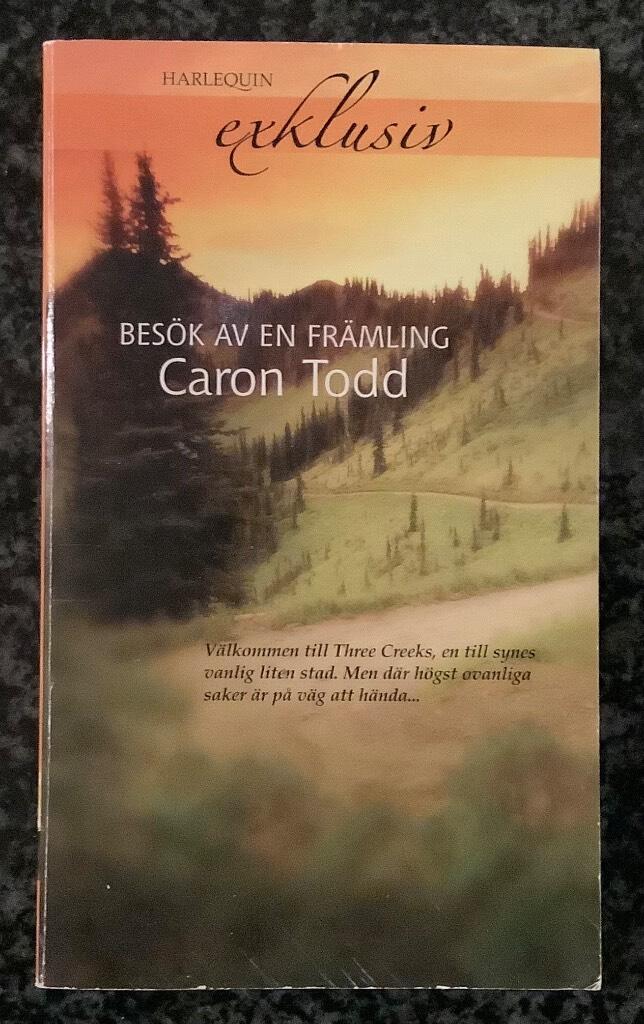 HARLEQUIN
exklusiv
BESÖK AV EN FRÄMLING
Caron Todd
Välkommen till Three Creeks, en till synes
vanlig liten stad. Men där högst ovanliga
saker är på väg att hända...